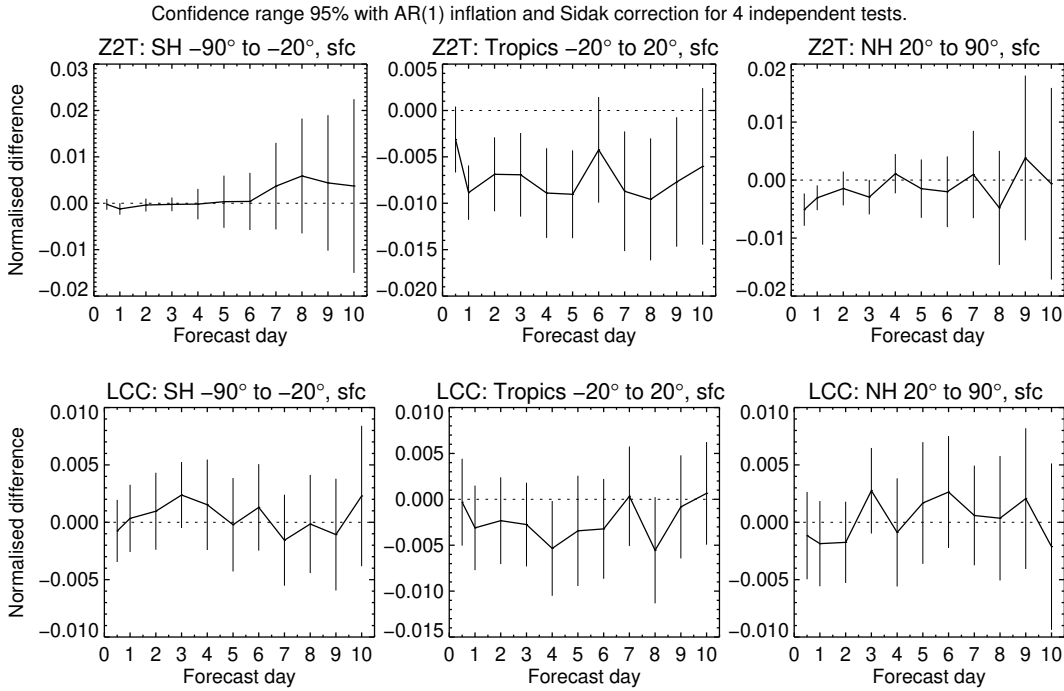 Confidence range 95% with AR(1) inflation and Sidak correction for 4 independent tests.
Z2T: SH −90° to −20°, sfc
Z2T: Tropics −20° to 20°, sfc
Z2T: NH 20° to 90°, sfc
Normalised difference
0.03
0.02
0.01
0.00
−0.01
−0.02
0 1 2 3 4 5 6 7 8 9 10
Forecast day
0.005
0.000
−0.005
−0.010
−0.015
−0.020
0 1 2 3 4 5 6 7 8 9 10
Forecast day
0.02
0.01
0.00
−0.01
−0.02
0 1 2 3 4 5 6 7 8 9 10
Forecast day
LCC: SH −90° to −20°, sfc
LCC: Tropics −20° to 20°, sfc
LCC: NH 20° to 90°, sfc
Normalised difference
0.010
0.005
0.000
−0.005
−0.010
0 1 2 3 4 5 6 7 8 9 10
Forecast day
0.010
0.005
0.000
−0.005
−0.010
−0.015
0 1 2 3 4 5 6 7 8 9 10
Forecast day
0.010
0.005
0.000
−0.005
−0.010
0 1 2 3 4 5 6 7 8 9 10
Forecast day